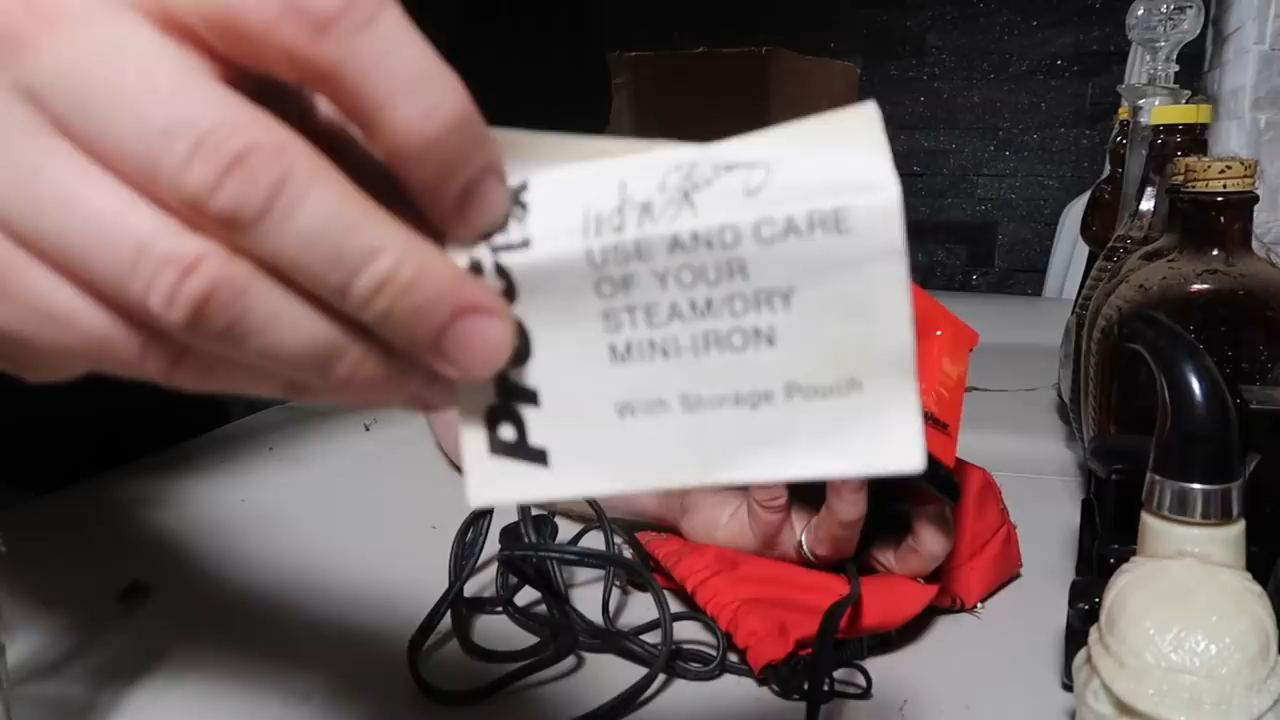 USE AND CARE
OF YOUR
STEAM/DRY
MINI-IRON
With Storage Pouch